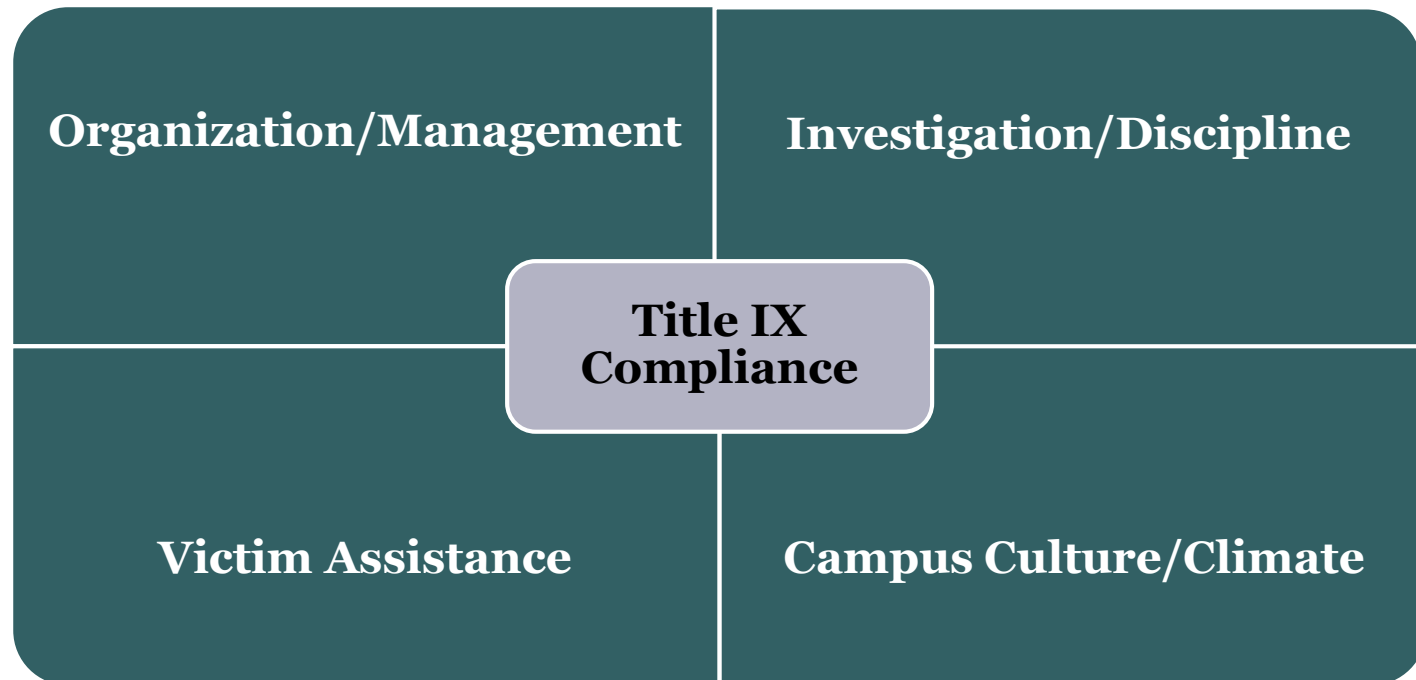 Organization/Management
Investigation/Discipline
Title IX
Compliance
Victim Assistance
Campus Culture/Climate